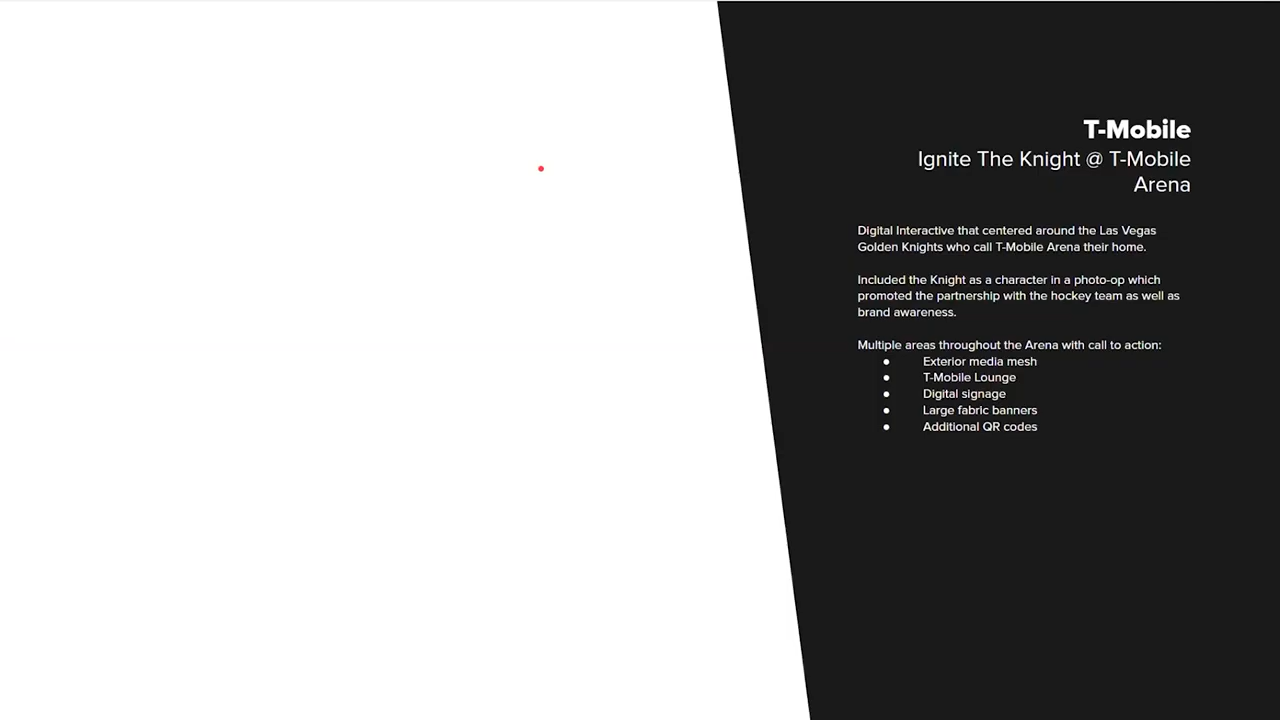 T-Mobile
Ignite The Knight @ T-Mobile
Arena
Digital Interactive that centered around the Las Vegas
Golden Knights who call T-Mobile Arena their home.
Included the Knight as a character in a photo-op which
promoted the partnership with the hockey team as well as
brand awareness.
Multiple areas throughout the Arena with call to action:
● Exterior media mesh
● T-Mobile Lounge
● Digital signage
● Large fabric banners
● Additional QR codes